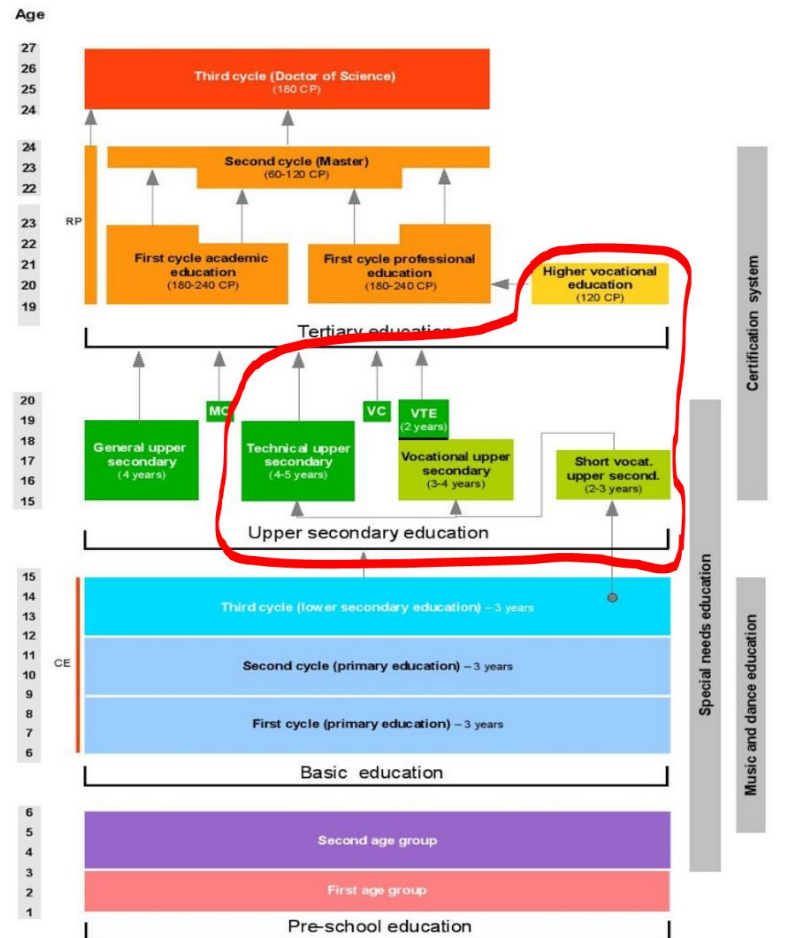 Age
27
26
25
24
Third cycle (Doctor of Science)
(180 CP)
24
23
22
Second cycle (Master)
(60-120 CP)
RP
23
22
21
20
19
First cycle academic
education
(180-240 CP)
First cycle professional
education
(180-240 CP)
Higher vocational
education
(120 CP)
Tertiary education
20
19
18
17
16
15
MC
VC
VTE
(2 years)
General upper
secondary
(4 years)
Technical upper
secondary
(4-5 years)
Vocational upper
secondary
(3-4 years)
Short vocat.
upper second.
(2-3 years)
Upper secondary education
15
14
13
12
11
10
9
8
7
6
CE
Third cycle (lower secondary education) – 3 years
Second cycle (primary education) – 3 years
First cycle (primary education) – 3 years
Basic education
6
5
4
3
2
1
Second age group
First age group
Pre-school education
Special needs education
Certification system
Music and dance education